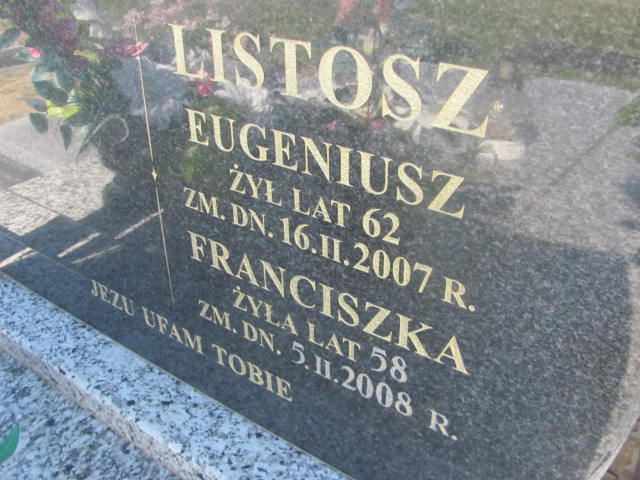 LISTOSZ
EUGENIUSZ
ŻYŁ LAT 62
ZM. DN. 16.II.2007 R.
FRANCISZKA
ŻYŁA LAT 58
ZM. DN. 5.II.2008 R.
JEZU UFAM TOBIE